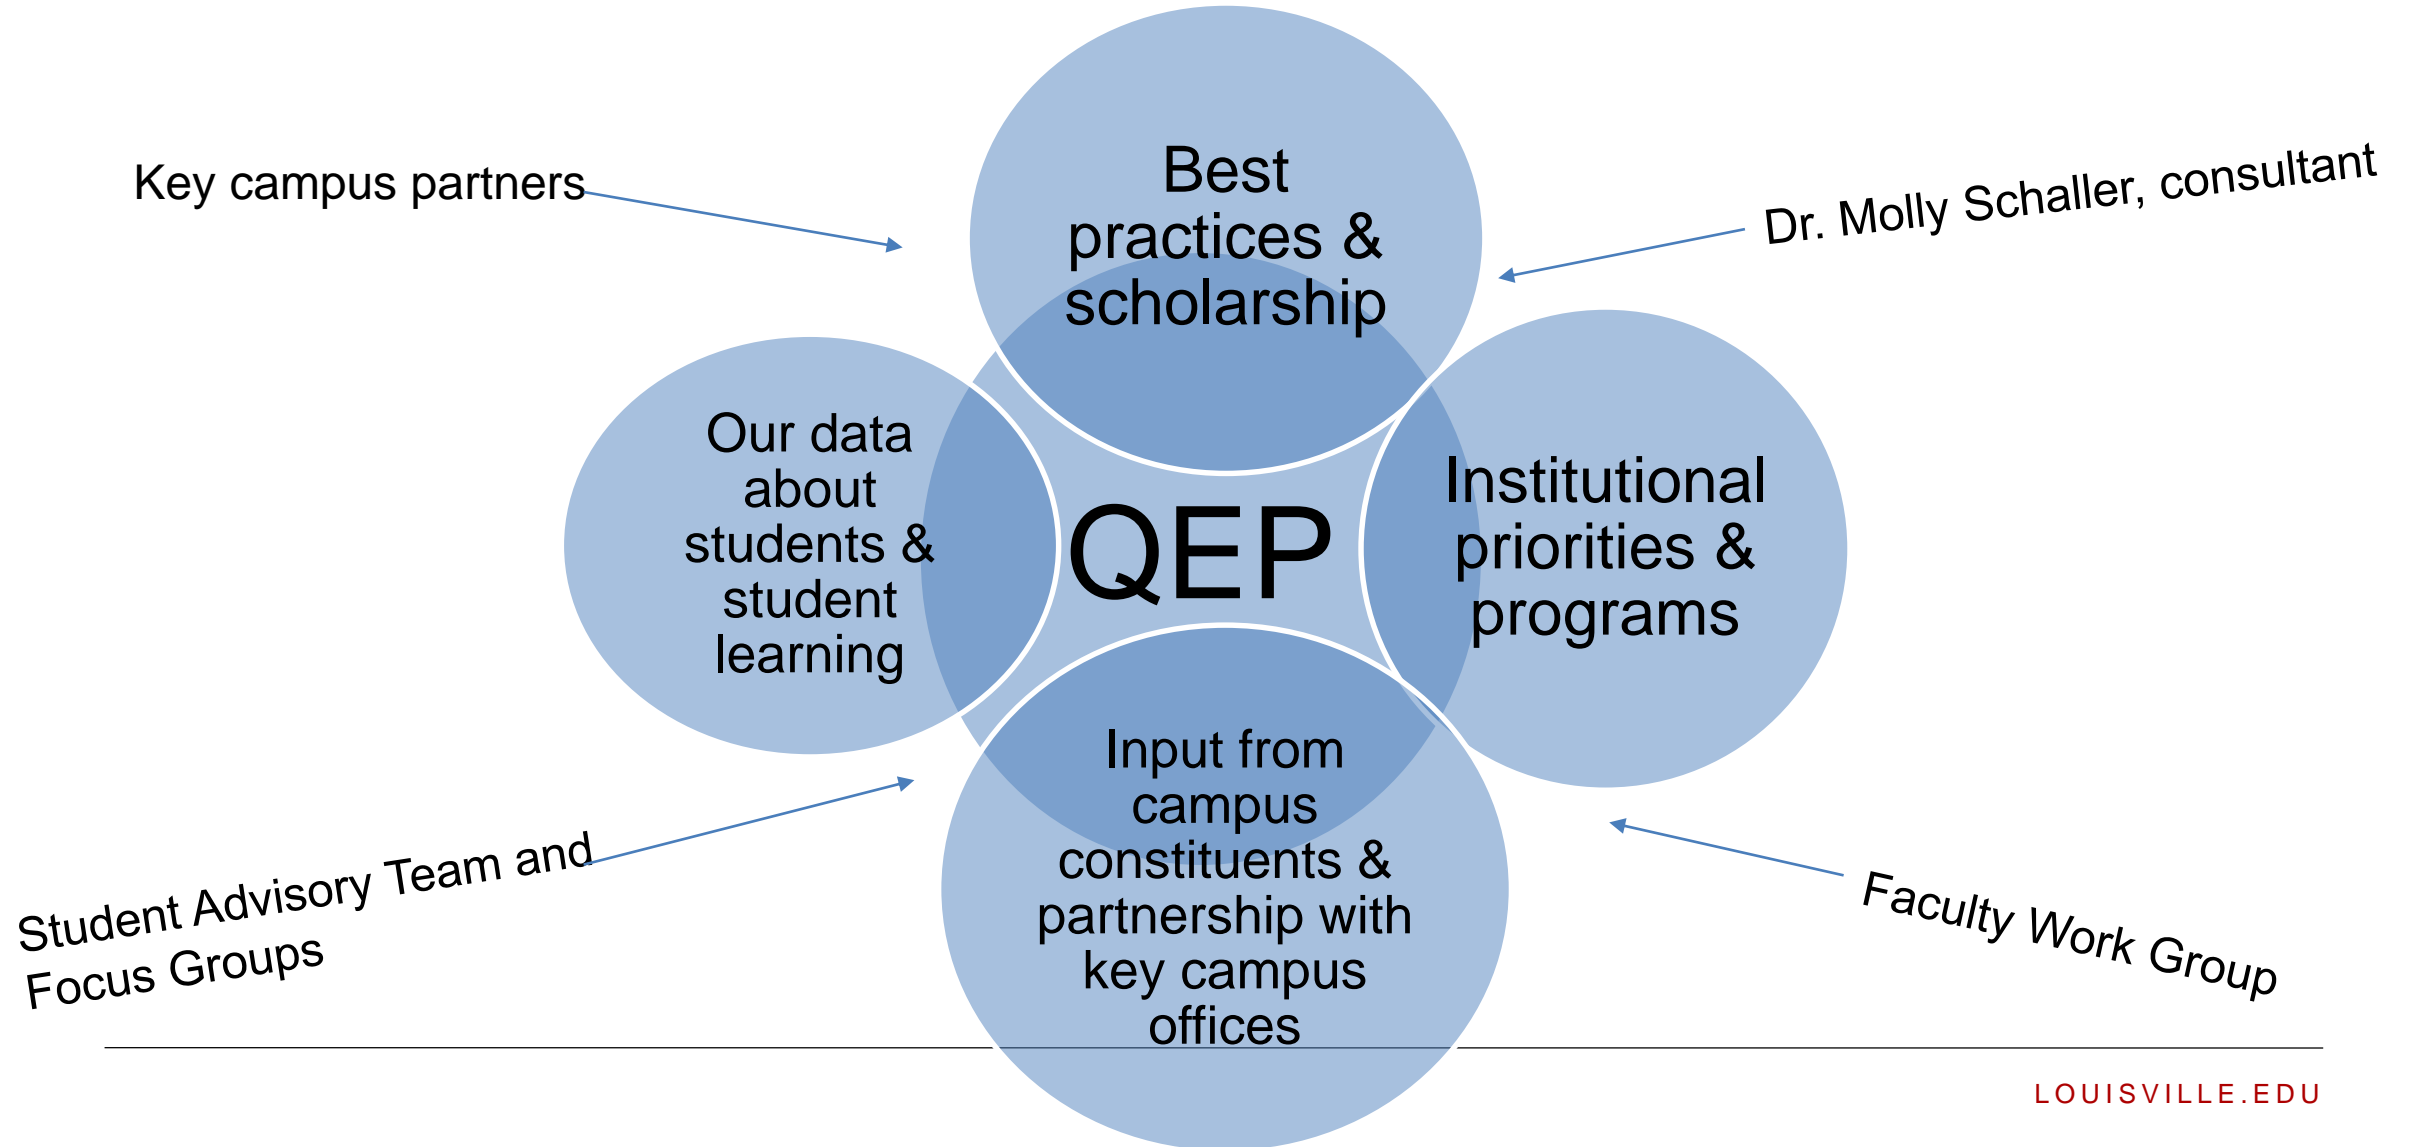 Key campus partners
Best
practices &
scholarship
Dr. Molly Schaller, consultant
Our data
about
students &
student
learning
QEP
Institutional
priorities &
programs
Input from
campus
constituents &
partnership with
key campus
offices
Student Advisory Team and
Focus Groups
Faculty Work Group
LOUISVILLE.EDU